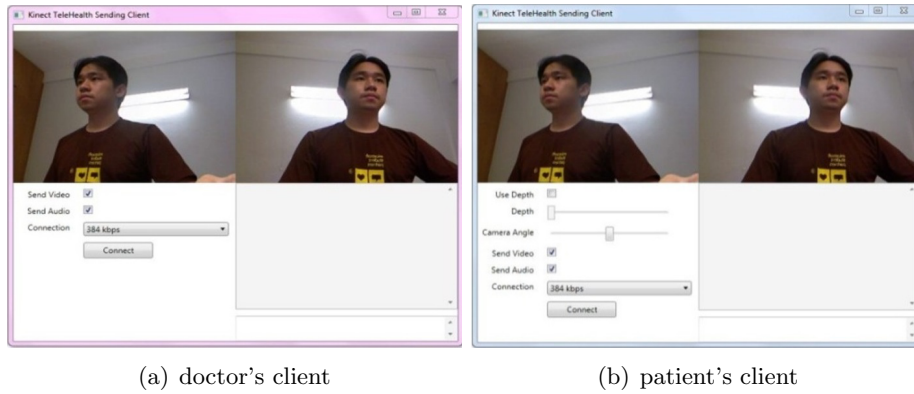 Kinect TeleHealth Sending Client
Send Video
Send Audio
Connection 384 kbps
Connect
(a) doctor's client
Kinect TeleHealth Sending Client
Use Depth
Depth
Camera Angle
Send Video
Send Audio
Connection 384 kbps
Connect
(b) patient's client